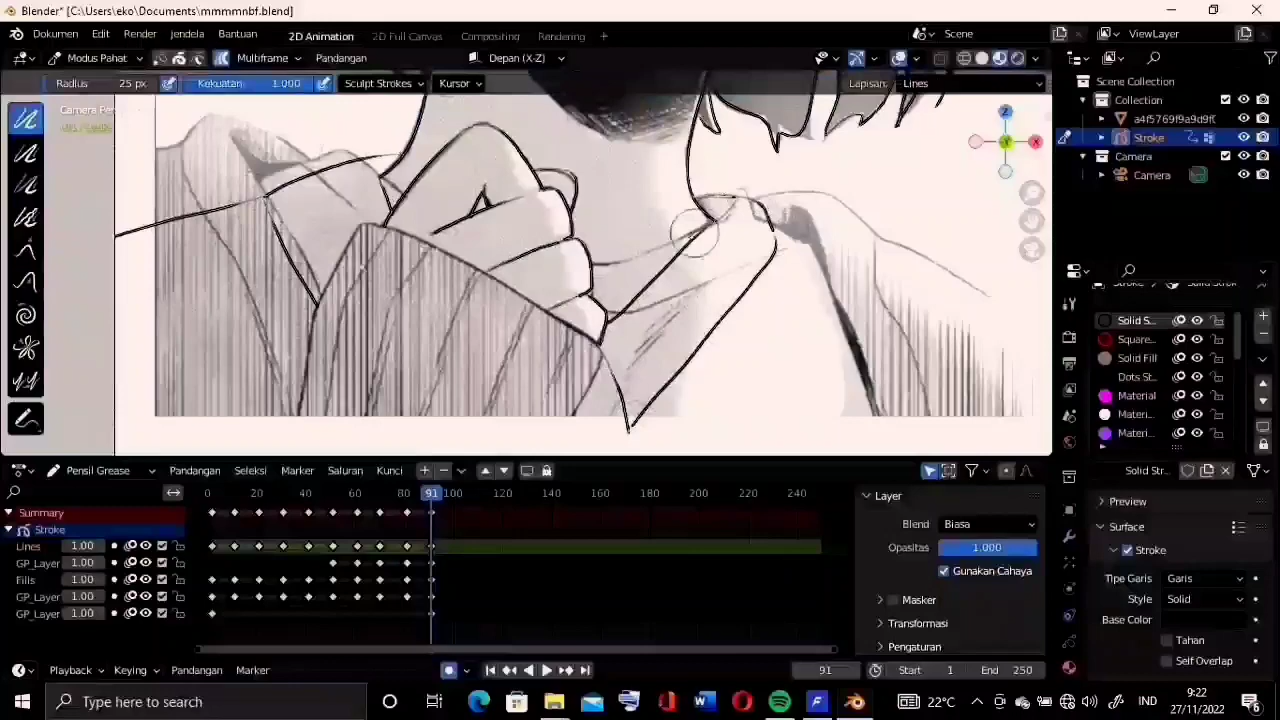 Blender* [C:\Users\eko\Documents\mmmmnbf.blend]
Dokumen Edit Render Jendela Bantuan 2D Animation 2D Full Canvas Compositing Rendering + Scene ViewLayer
Modus Pahat Multiframe Pandangan Depan (X-Z)
Radius 25 px Kekuatan 1.000 Sculpt Strokes Kursor Lapisan: Lines
Scene Collection
Collection
a4f5769f9a9d9f
Stroke
Camera
Camera
Solid S...
Square...
Solid Fill
Dots St...
Material
Materi...
Materi...
Solid Str...
Preview
Surface
Stroke
Tipe Garis Garis
Style Solid
Base Color
Tahan
Self Overlap
Pensil Grease Pandangan Seleksi Marker Saluran Kunci
0 20 40 60 80 91 100 120 140 160 180 200 220 240
Summary
Stroke
Lines 1.00
GP_Layer 1.00
Fills 1.00
GP_Layer 1.00
GP_Layer 1.00
Layer
Blend Biasa
Opasitas 1.000
Gunakan Cahaya
Masker
Transformasi
Pengaturan
Playback Keying Pandangan Marker 91 Start 1 End 250
Type here to search 22°C IND 9:22
27/11/2022 6